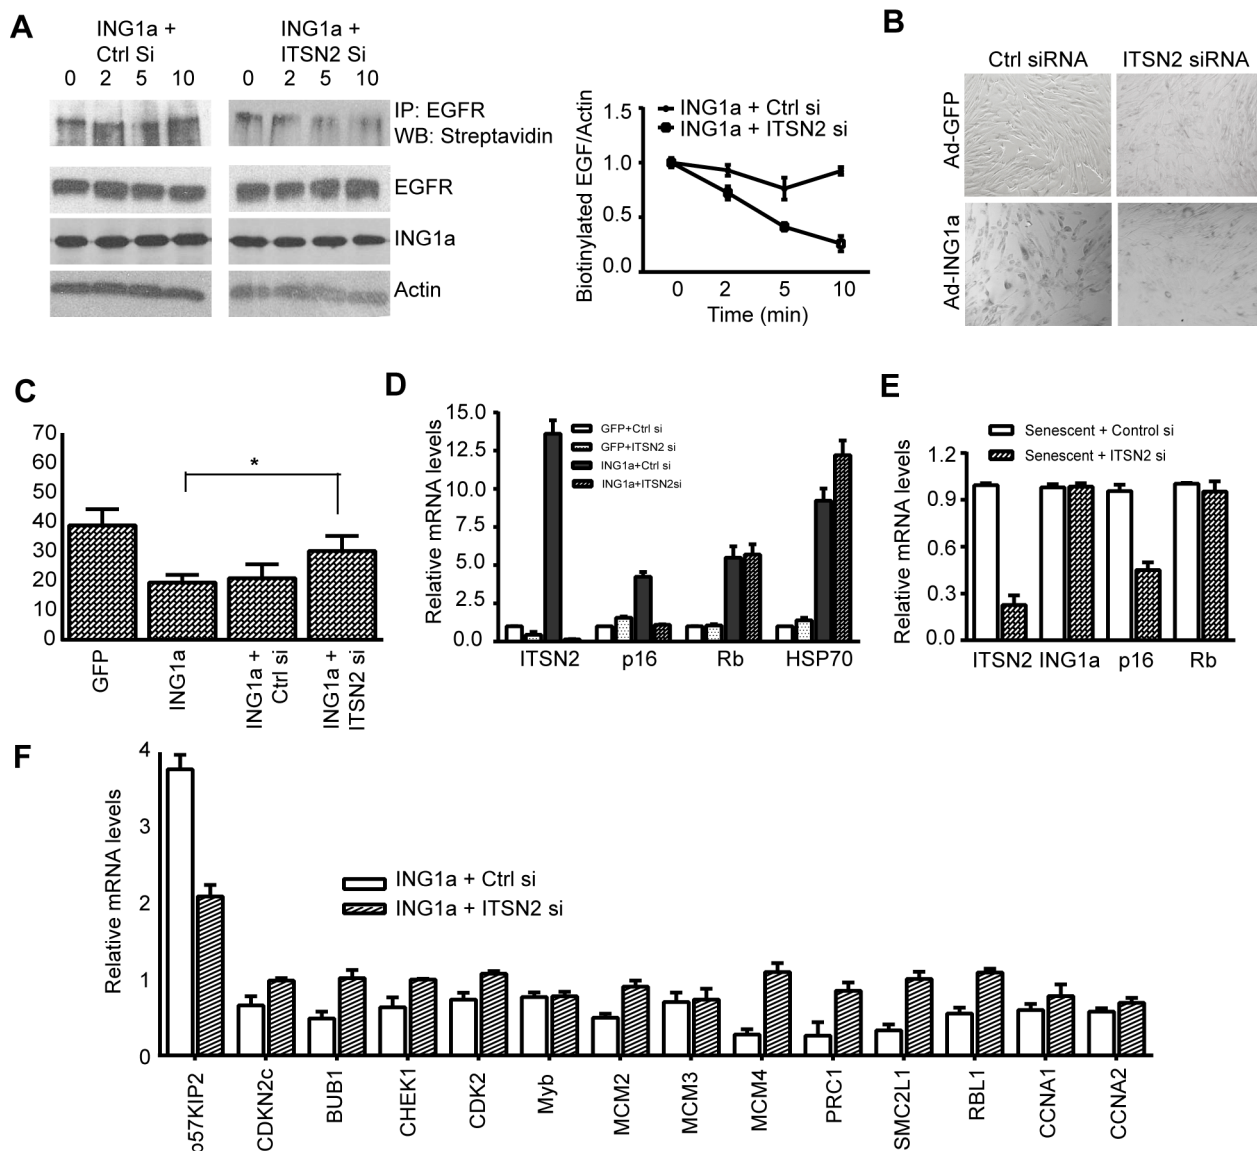 A
ING1a +
Ctrl Si
ING1a +
ITSN2 Si
0 2 5 10
0 2 5 10
IP: EGFR
WB: Streptavidin
EGFR
ING1a
Actin
Biotinylated EGF/Actin
1.5
1.0
0.5
0.0
ING1a + Ctrl si
ING1a + ITSN2 si
0 2 5 10
Time (min)
B
Ctrl siRNA ITSN2 siRNA
Ad-GFP
Ad-ING1a
C
70
60
50
40
30
20
10
0
*
GFP
ING1a
ING1a +
Ctrl si
ING1a +
ITSN2 si
D
Relative mRNA levels
15.0
12.5
10.0
7.5
5.0
2.5
0.0
GFP+Ctrl si
GFP+ITSN2 si
ING1a+Ctrl si
ING1a+ITSN2si
ITSN2 p16 Rb HSP70
E
Senescent + Control si
Senescent + ITSN2 si
Relative mRNA levels
1.2
0.9
0.6
0.3
0.0
ITSN2 ING1a p16 Rb
F
Relative mRNA levels
4
3
2
1
0
ING1a + Ctrl si
ING1a + ITSN2 si
p57KIP2
CDKN2c
BUB1
CHEK1
CDK2
Myb
MCM2
MCM3
MCM4
PRC1
SMC2L1
RBL1
CCNA1
CCNA2